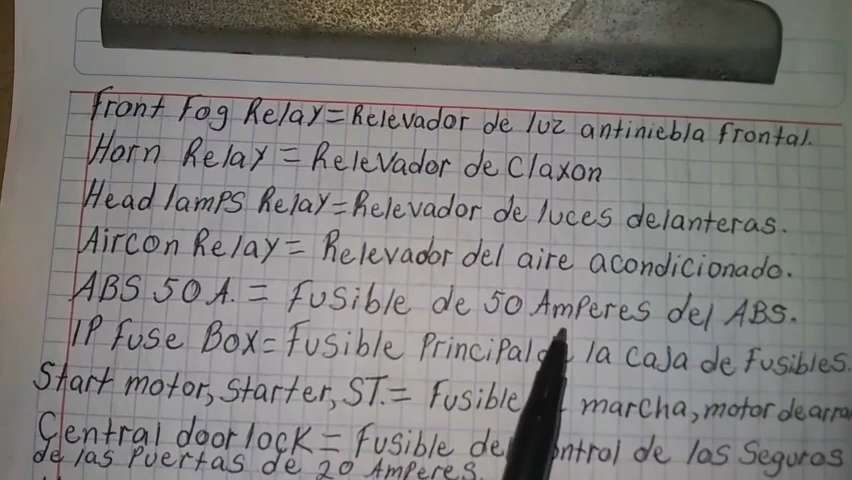 Front Fog Relay=Relevador de luz antiniebla frontal.
Horn Relay = Relevador de Claxon
Head lamps Relay=Relevador de luces delanteras.
Aircon Relay= Relevador del aire acondicionado.
ABS 50 A. = Fusible de 50 Amperes del ABS.
IP Fuse Box= Fusible Principal la Caja de Fusibles.
Start motor, Starter, ST.= Fusible marcha, motor de arra
Central door lock = Fusible de ntrol de los Seguros
de las Puertas de 20 Amperes.